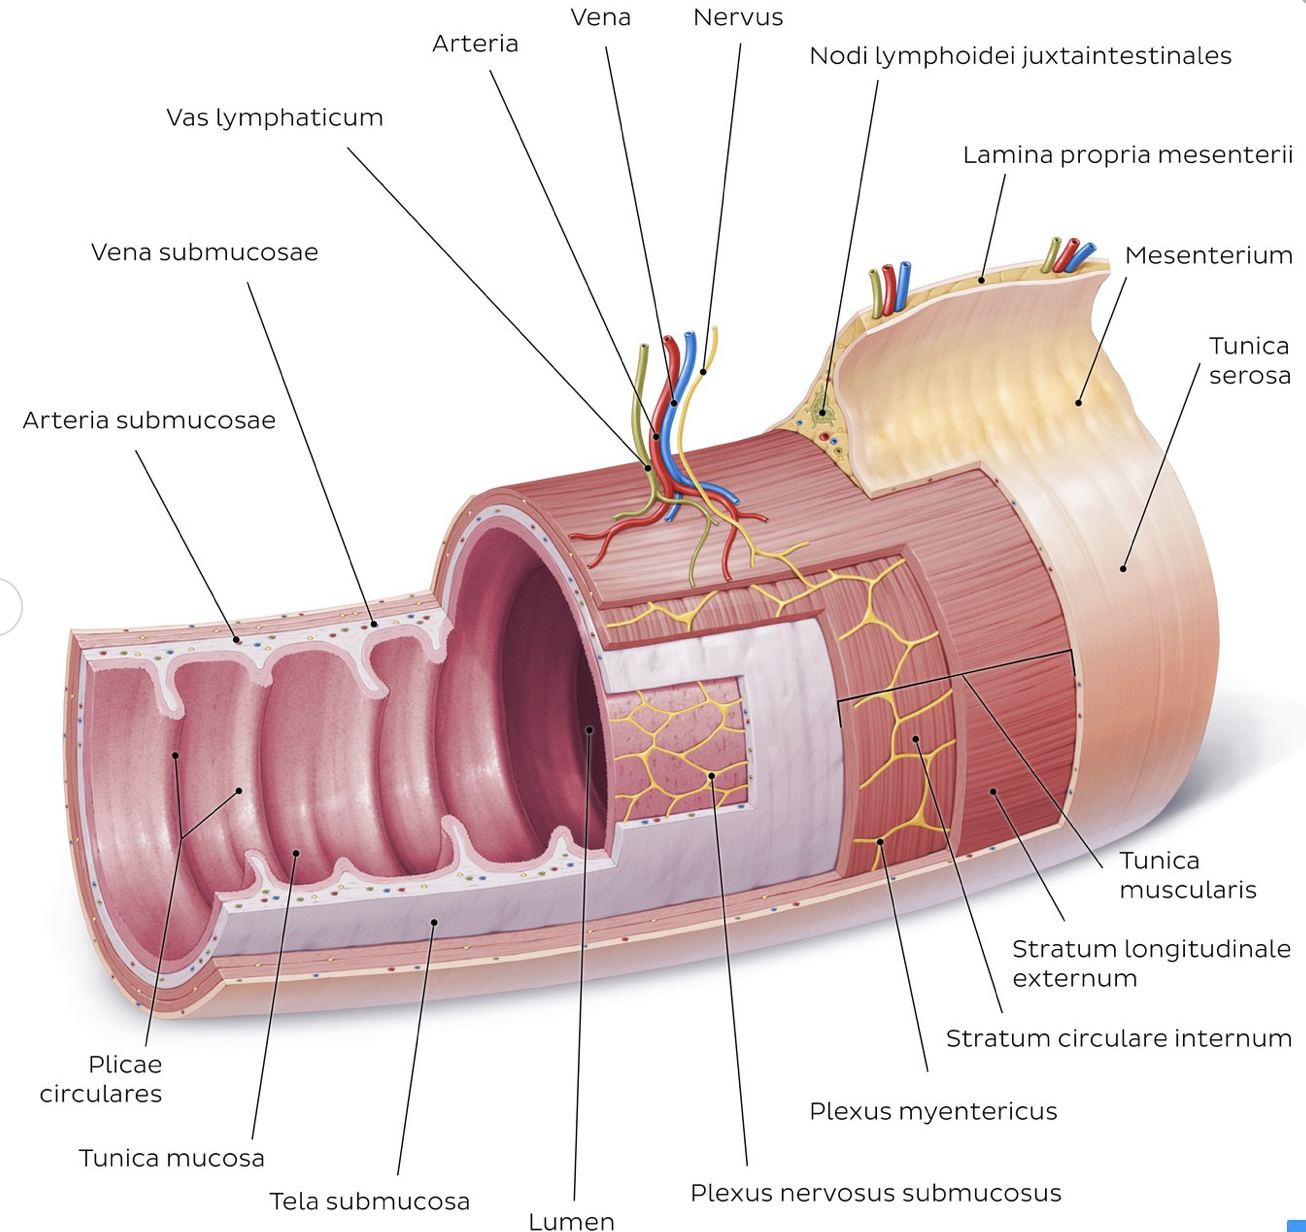 Vena
Nervus
Arteria
Nodi lymphoidei juxtaintestinales
Vas lymphaticum
Lamina propria mesenterii
Vena submucosae
Mesenterium
Tunica
serosa
Arteria submucosae
Tunica
muscularis
Stratum longitudinale
externum
Stratum circulare internum
Plicae
circulares
Plexus myentericus
Tunica mucosa
Tela submucosa
Plexus nervosus submucosus
Lumen